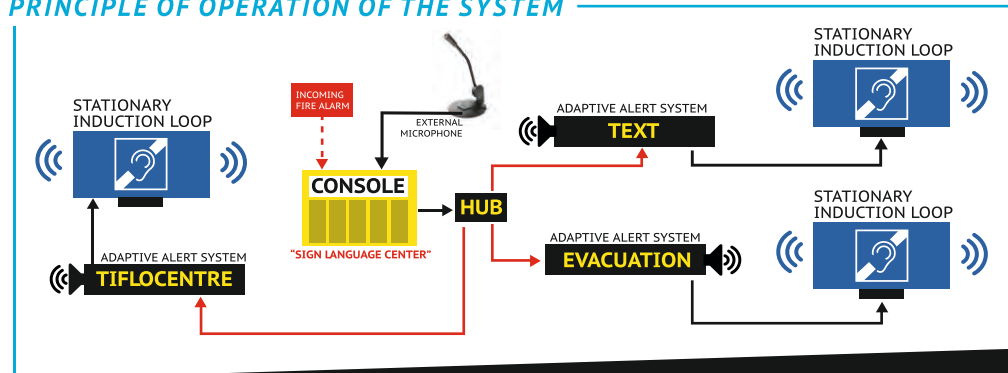 PRINCIPLE OF OPERATION OF THE SYSTEM
STATIONARY
INDUCTION LOOP
INCOMING
FIRE ALARM
EXTERNAL
MICROPHONE
ADAPTIVE ALERT SYSTEM
TEXT
STATIONARY
INDUCTION LOOP
CONSOLE
"SIGN LANGUAGE CENTER"
HUB
ADAPTIVE ALERT SYSTEM
TIFLOCENTRE
ADAPTIVE ALERT SYSTEM
EVACUATION
STATIONARY
INDUCTION LOOP